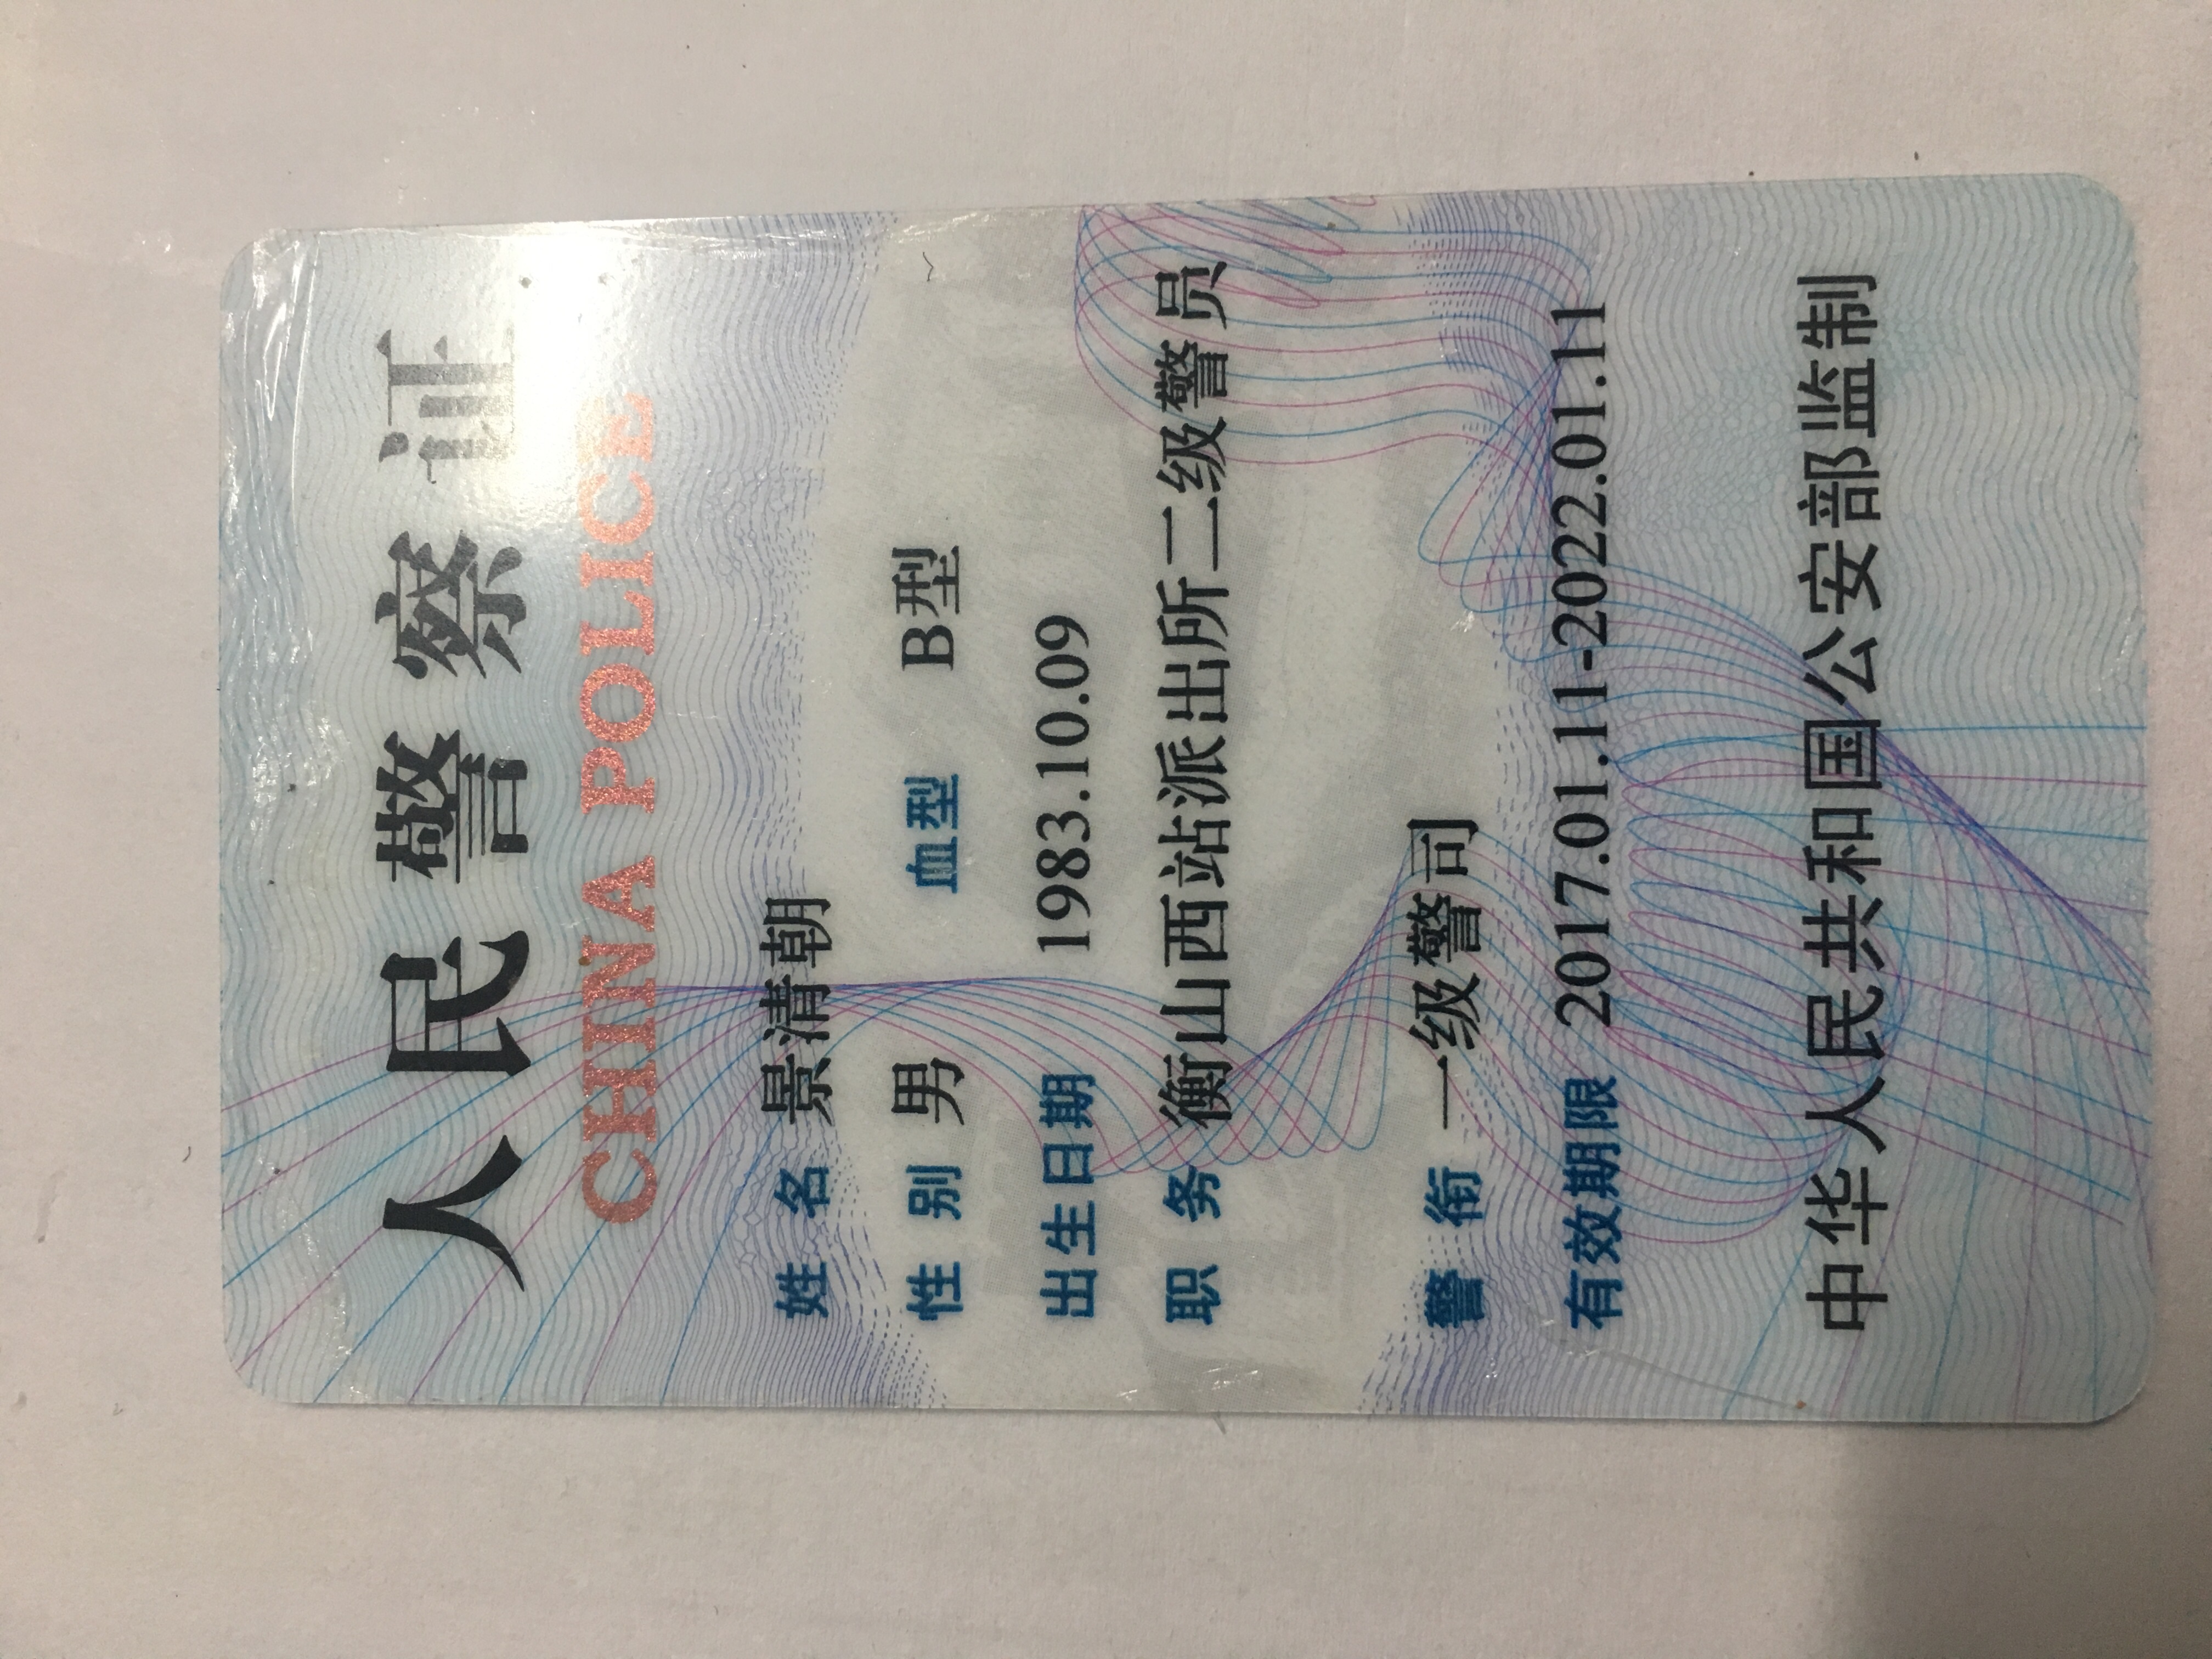 人民警察证
CHINA POLICE
姓 名 景清朝
性 别 男 血型 B型
出生日期 1983.10.09
职 务 衡山西站派出所二级警员
警 衔 一级警司
有效期限 2017.01.11-2022.01.11
中华人民共和国公安部监制